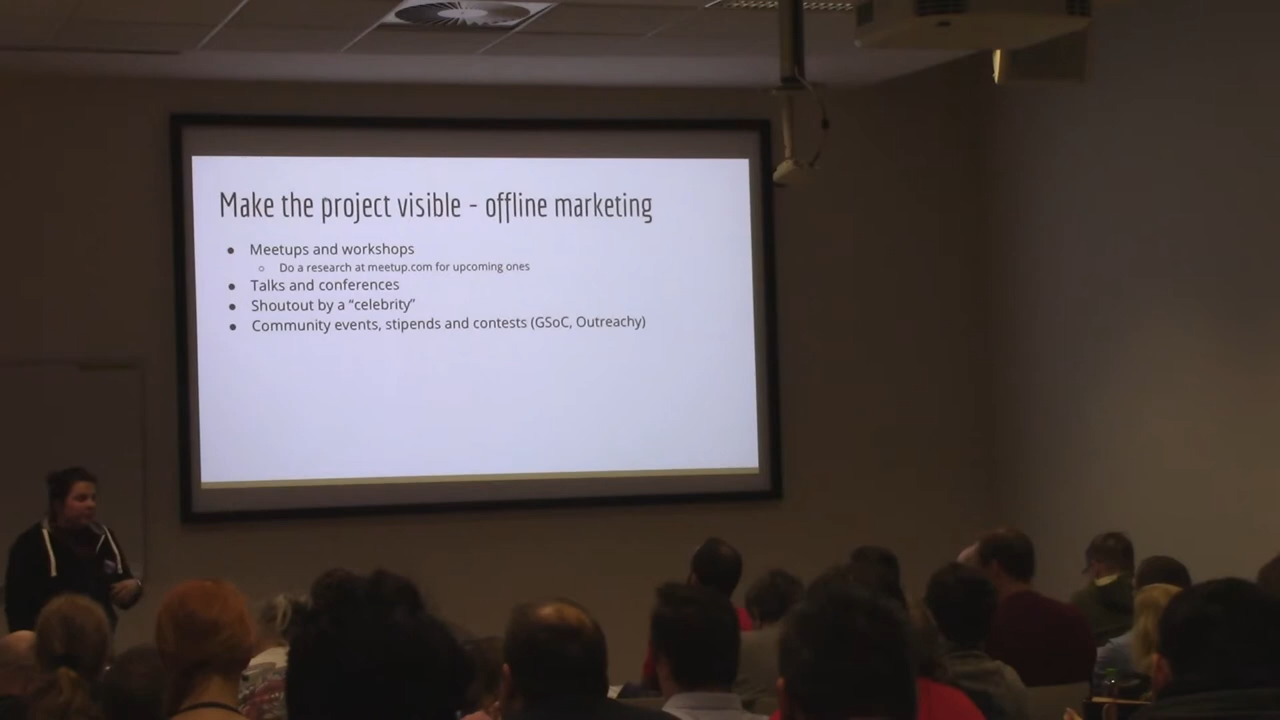 Make the project visible - offline marketing
● Meetups and workshops
○ Do a research at meetup.com for upcoming ones
● Talks and conferences
● Shoutout by a “celebrity”
● Community events, stipends and contests (GSoC, Outreachy)